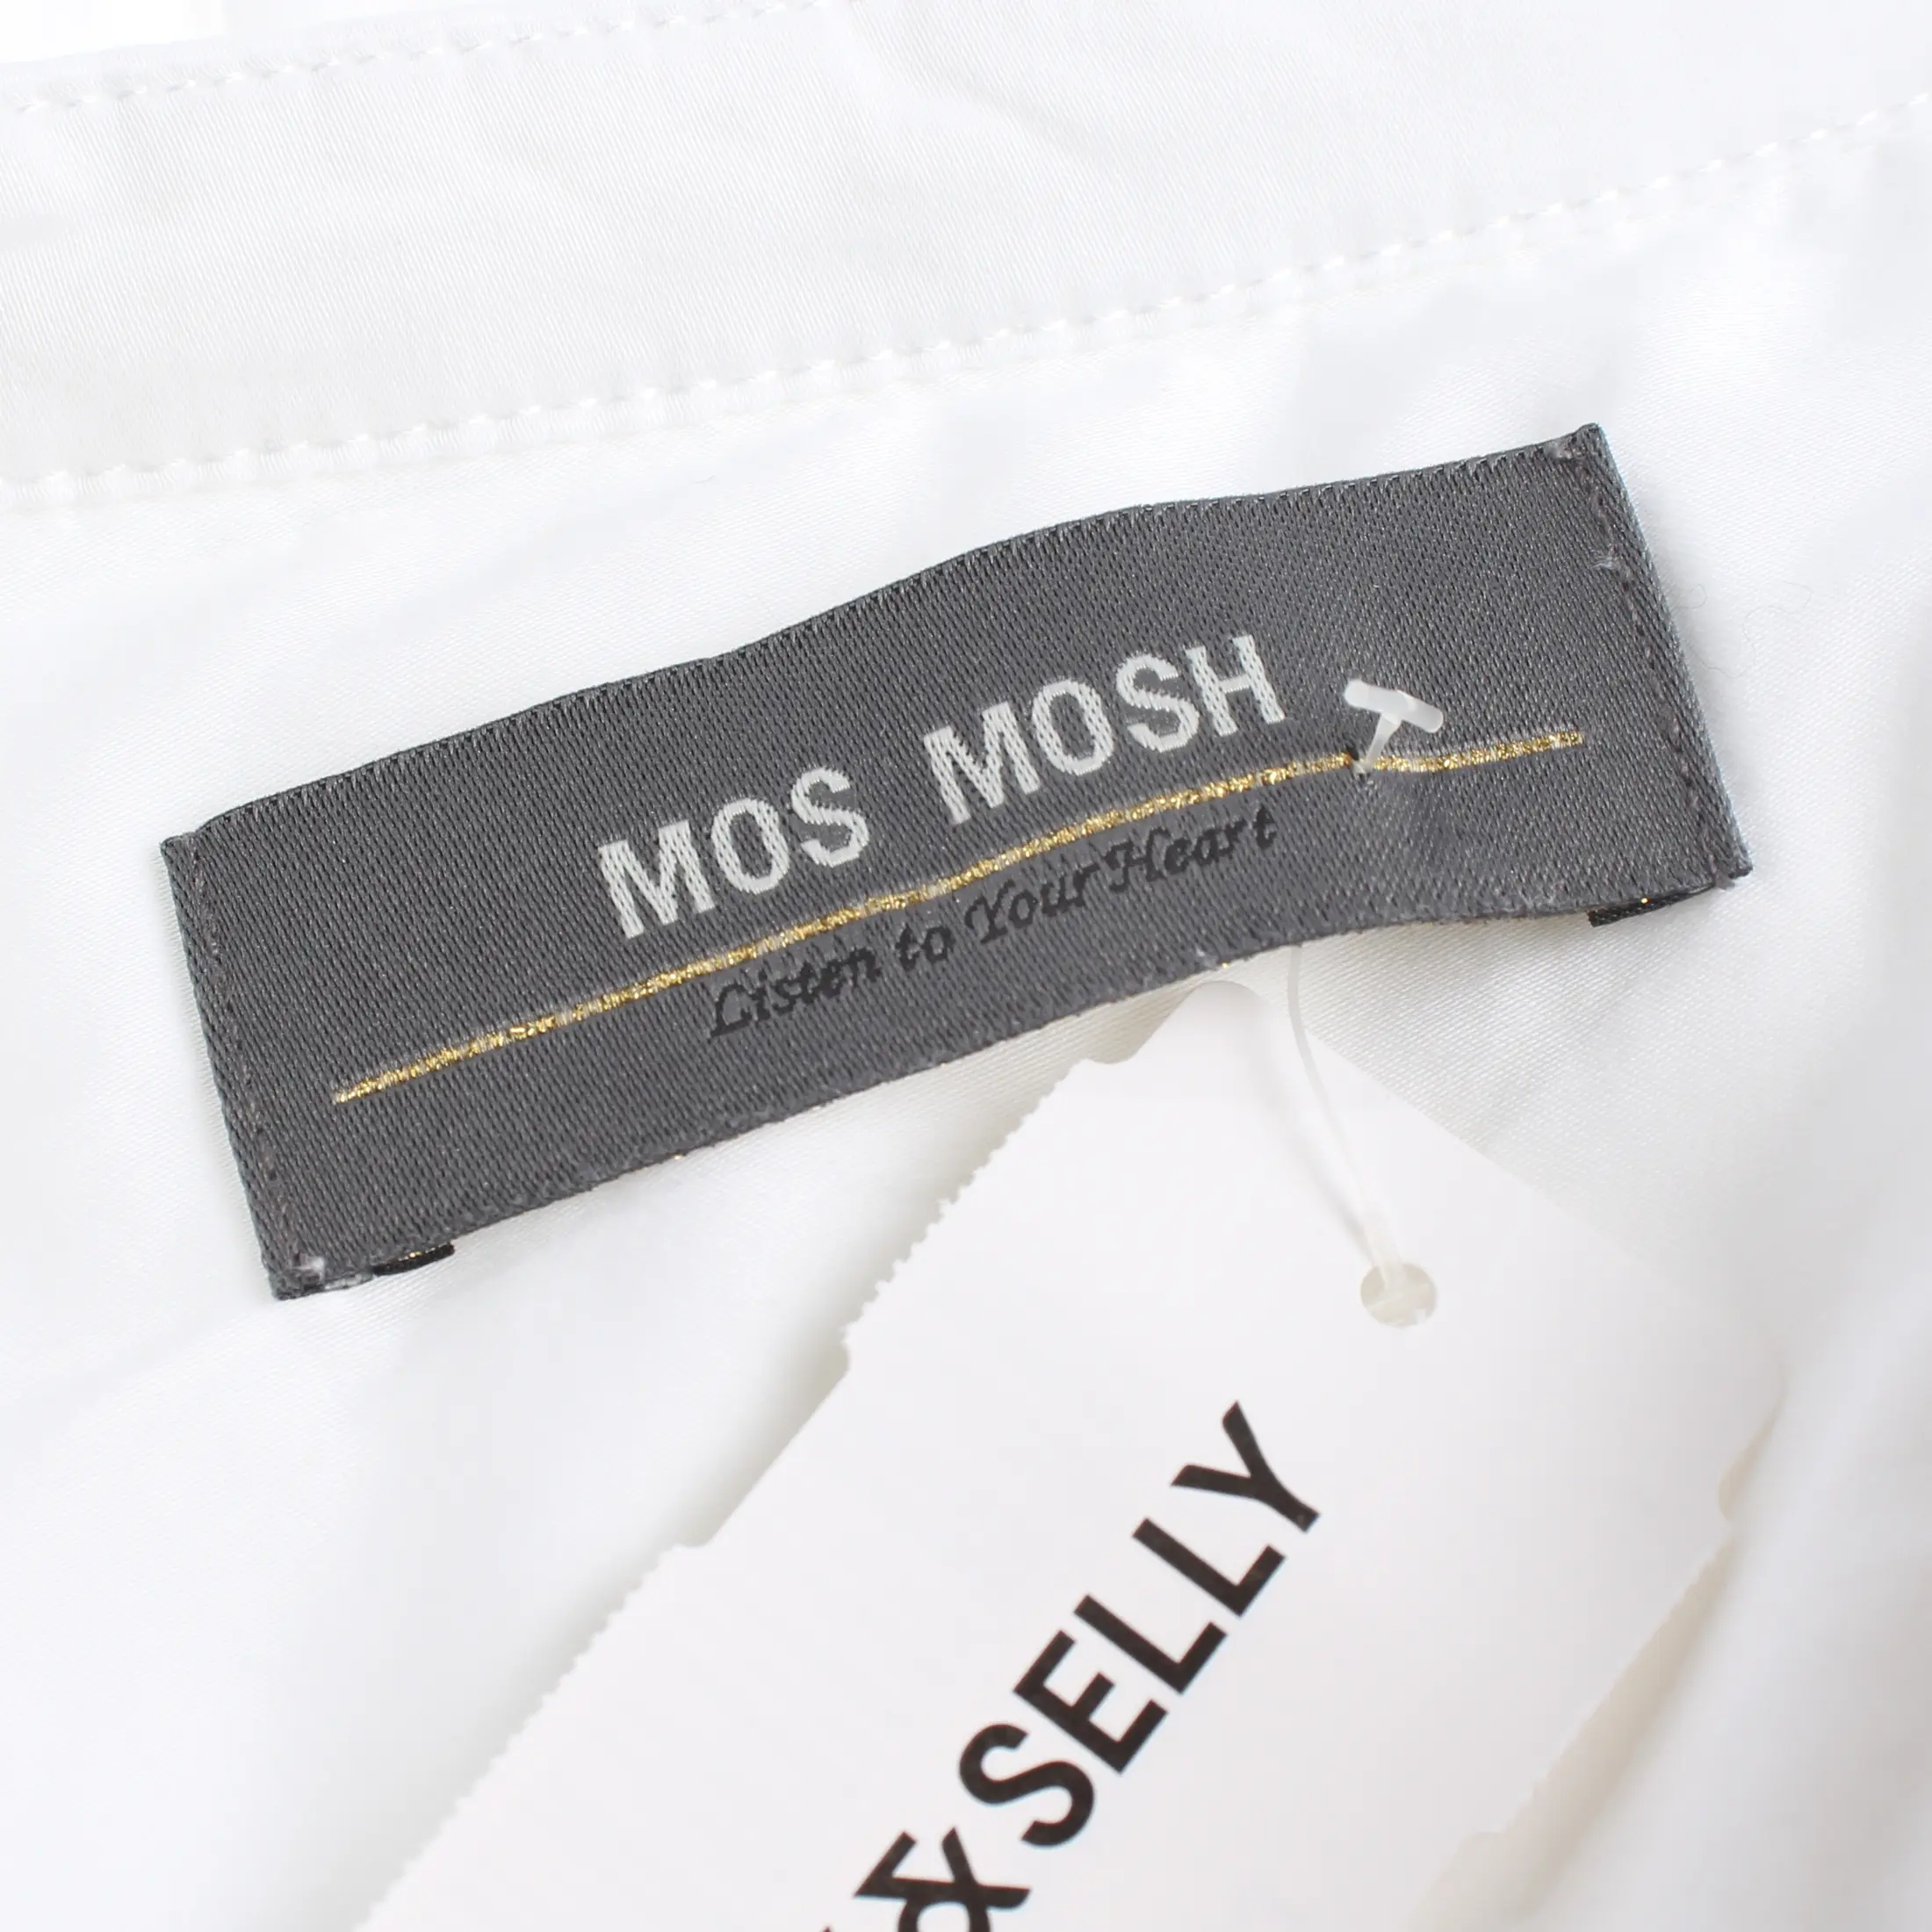 MOS MOSH
Listen to Your Heart
&SELLY